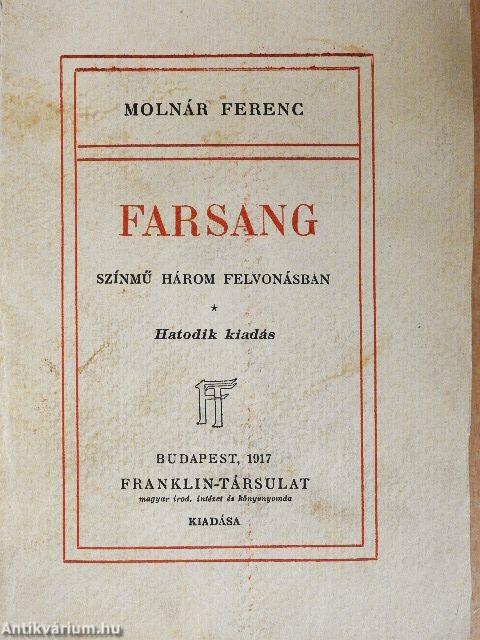 MOLNÁR FERENC
FARSANG
SZÍNMŰ HÁROM FELVONÁSBAN
*
Hatodik kiadás
FT
BUDAPEST, 1917
FRANKLIN-TÁRSULAT
magyar irod. intézet és könyvnyomda
KIADÁSA
Antikvárium.hu